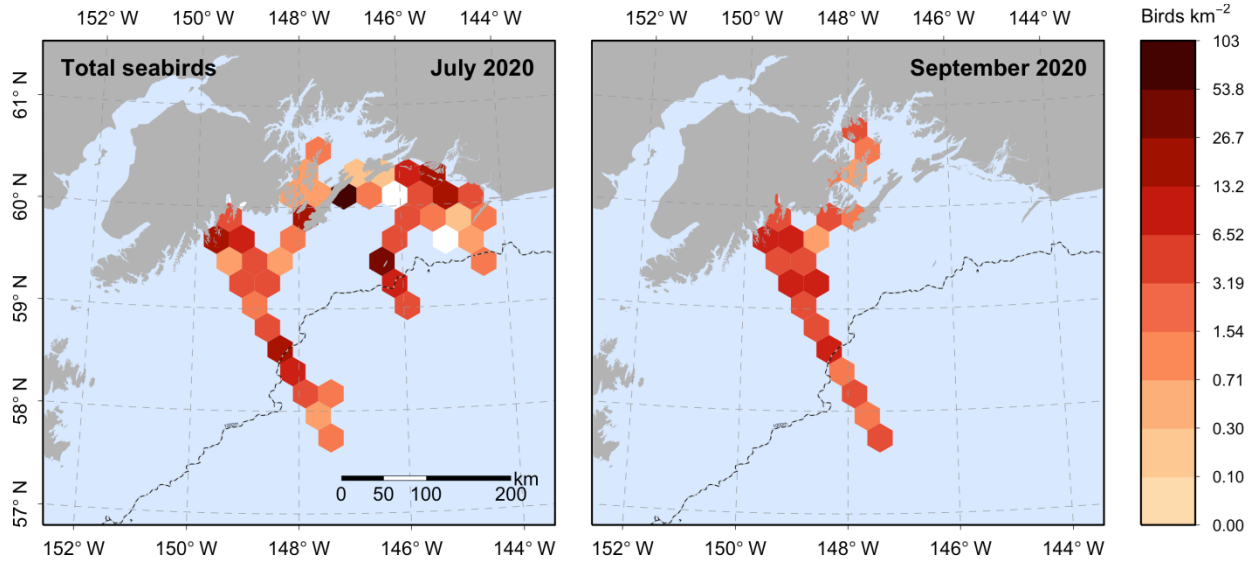 152° W 150° W 148° W 146° W 144° W
152° W 150° W 148° W 146° W 144° W
Birds km⁻²
Total seabirds
July 2020
September 2020
61° N
60° N
59° N
58° N
57° N
km
0 50 100 200
152° W 150° W 148° W 146° W 144° W
152° W 150° W 148° W 146° W 144° W
103
53.8
26.7
13.2
6.52
3.19
1.54
0.71
0.30
0.10
0.00